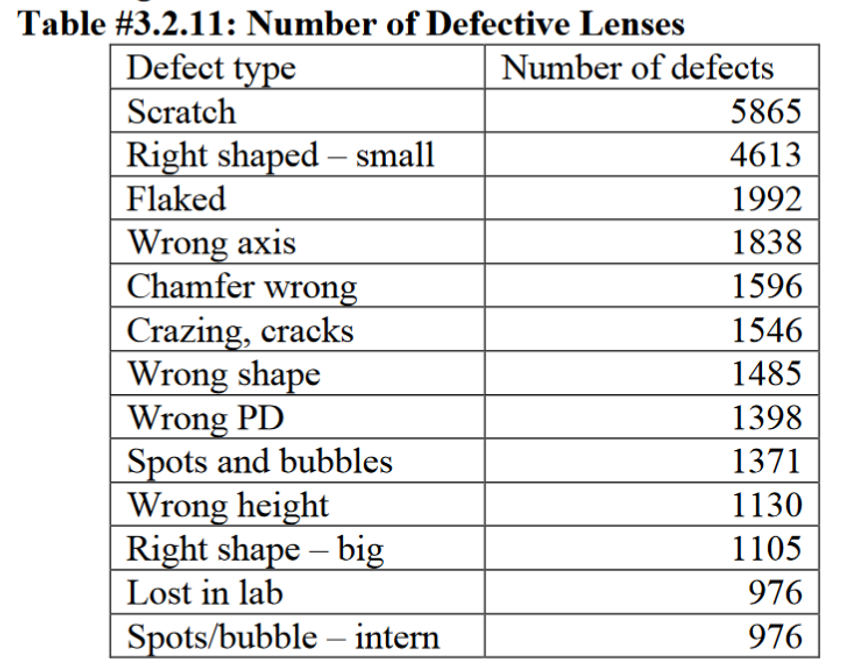 Table #3.2.11: Number of Defective Lenses
Defect type Number of defects
Scratch 5865
Right shaped – small 4613
Flaked 1992
Wrong axis 1838
Chamfer wrong 1596
Crazing, cracks 1546
Wrong shape 1485
Wrong PD 1398
Spots and bubbles 1371
Wrong height 1130
Right shape – big 1105
Lost in lab 976
Spots/bubble – intern 976